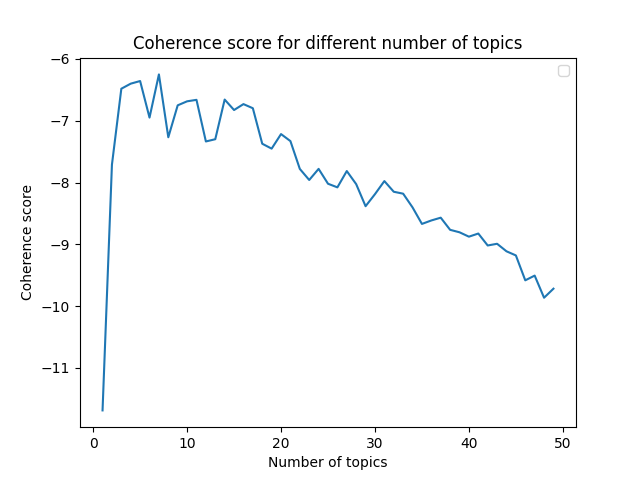 Coherence score for different number of topics
−6
−7
−8
−9
−10
−11
Coherence score
0 10 20 30 40 50
Number of topics